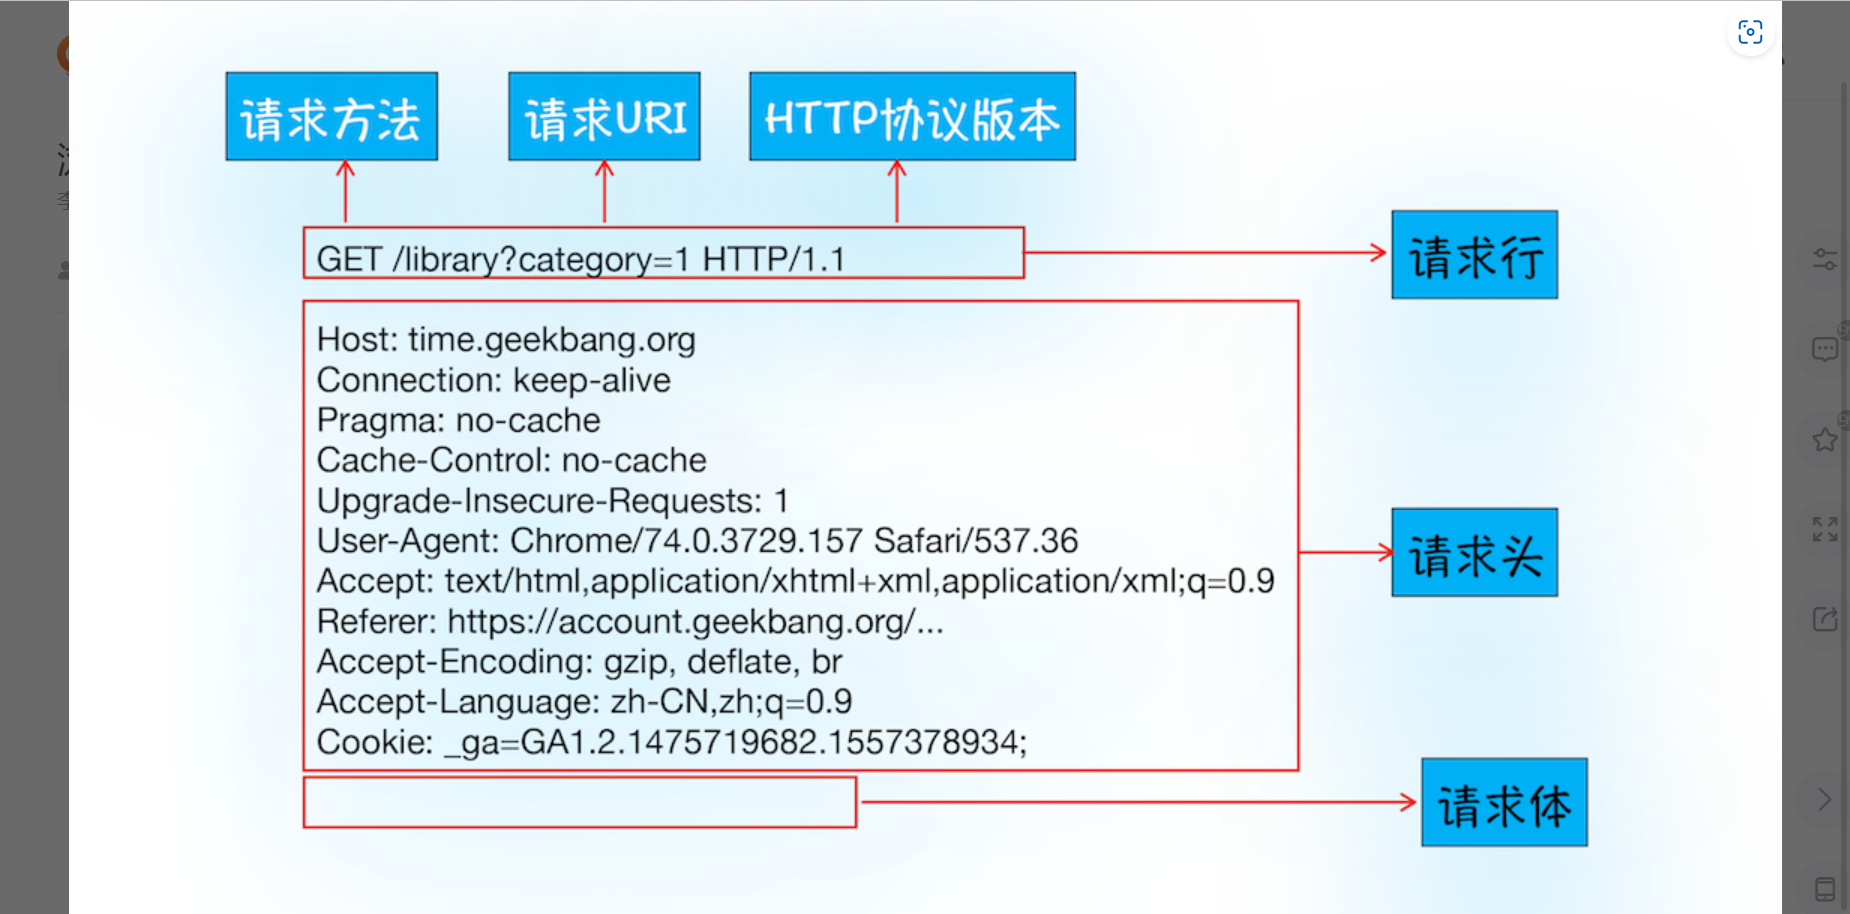 请求方法
请求URI
HTTP协议版本
GET /library?category=1 HTTP/1.1
请求行
Host: time.geekbang.org
Connection: keep-alive
Pragma: no-cache
Cache-Control: no-cache
Upgrade-Insecure-Requests: 1
User-Agent: Chrome/74.0.3729.157 Safari/537.36
Accept: text/html,application/xhtml+xml,application/xml;q=0.9
Referer: https://account.geekbang.org/...
Accept-Encoding: gzip, deflate, br
Accept-Language: zh-CN,zh;q=0.9
Cookie: _ga=GA1.2.1475719682.1557378934;
请求头
请求体